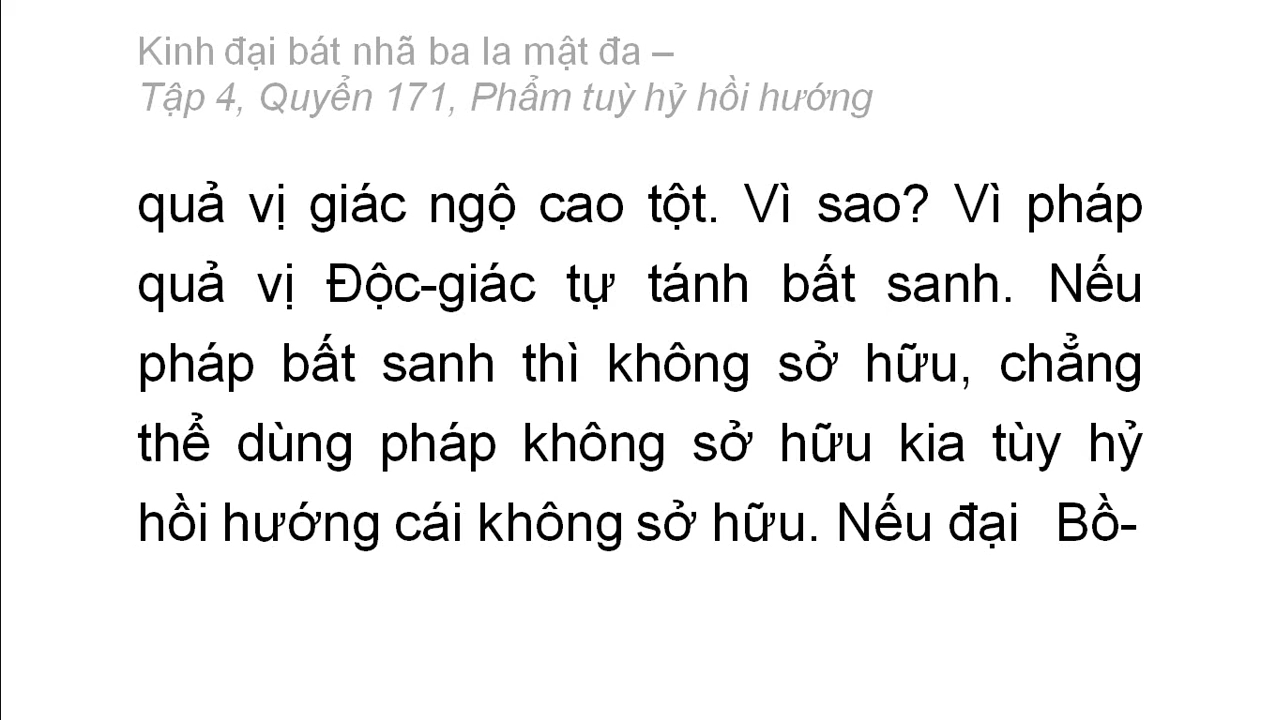 Kinh đại bát nhã ba la mật đa –
Tập 4, Quyển 171, Phẩm tuỳ hỷ hồi hướng
quả vị giác ngộ cao tột. Vì sao? Vì pháp
quả vị Độc-giác tự tánh bất sanh. Nếu
pháp bất sanh thì không sở hữu, chẳng
thể dùng pháp không sở hữu kia tùy hỷ
hồi hướng cái không sở hữu. Nếu đại Bồ-